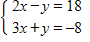 2x−y = 18
3x+y = −8